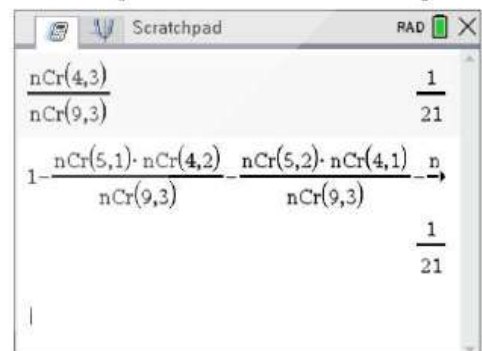 Scratchpad RAD
nCr(4,3)
nCr(9,3)
1
21
1-nCr(5,1)·nCr(4,2)/nCr(9,3)-nCr(5,2)·nCr(4,1)/nCr(9,3)-n
1
21